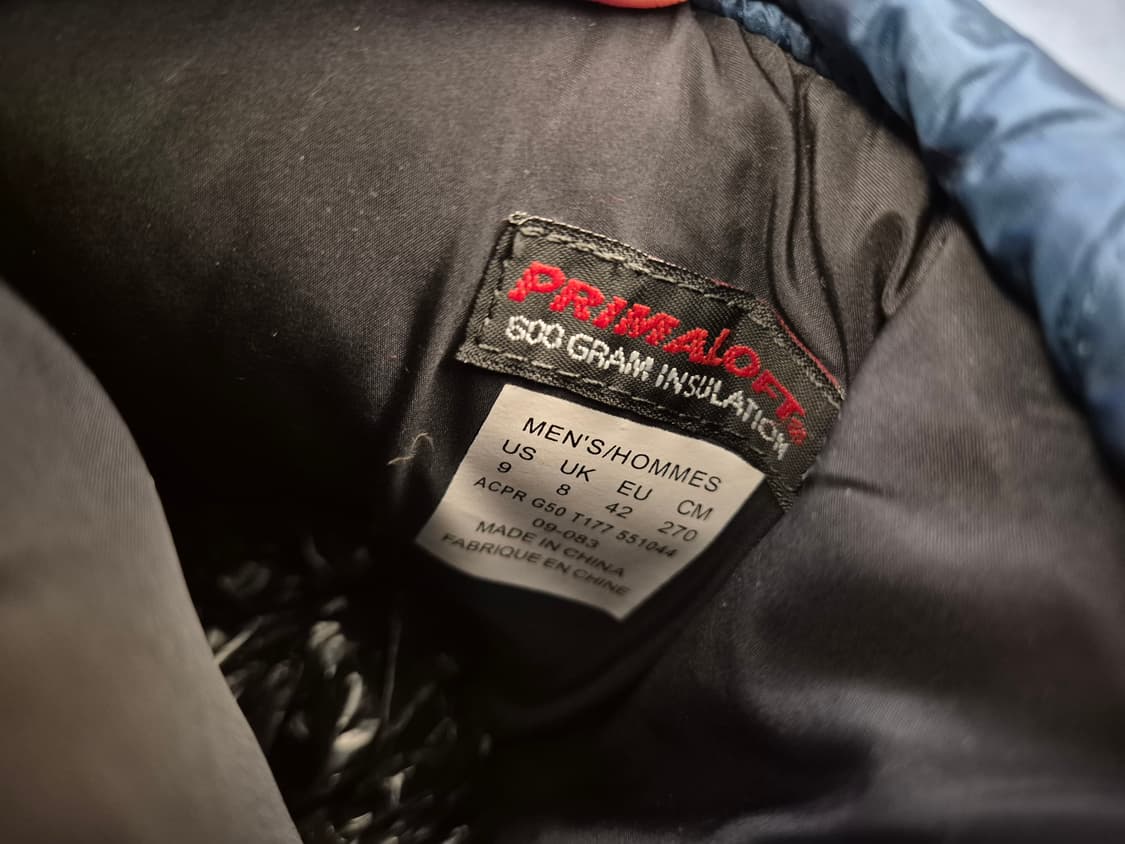 PRIMALOFT®
600 GRAM INSULATION
MEN'S/HOMMES
US UK EU CM
9 8 42 270
ACPR G50 T177 551044
09-083
MADE IN CHINA
FABRIQUE EN CHINE